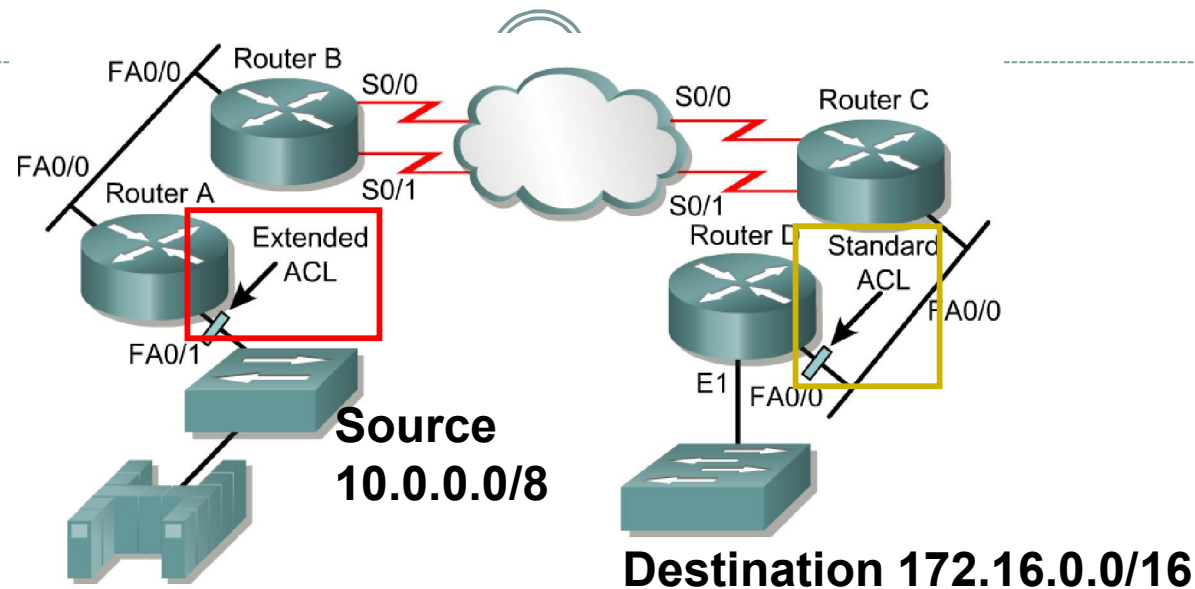 FA0/0
Router B
S0/0
S0/0
Router C
FA0/0
S0/1
Router A
S0/1
Extended
ACL
Router D
Standard
ACL
FA0/0
FA0/1
E1
FA0/0
Source
10.0.0.0/8
Destination 172.16.0.0/16